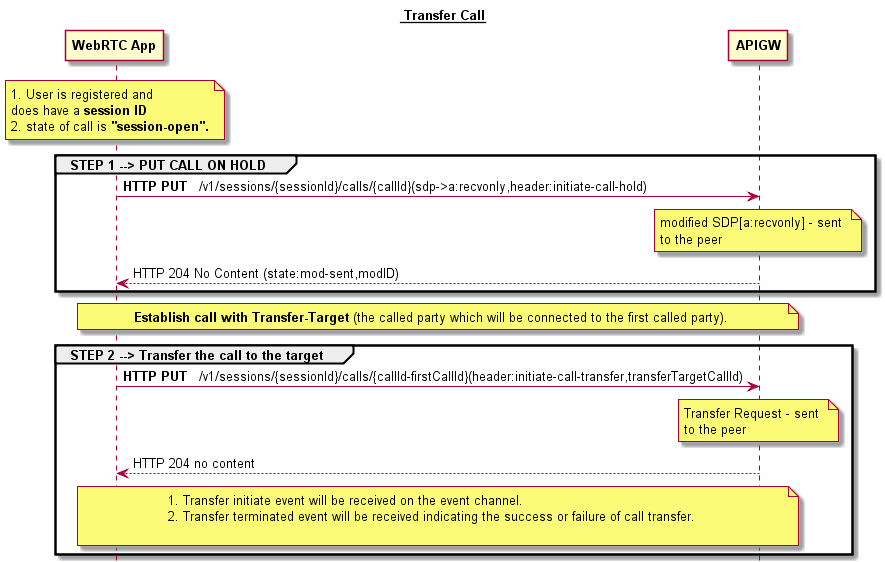 Transfer Call
WebRTC App
APIGW
1. User is registered and
does have a session ID
2. state of call is "session-open".
STEP 1 --> PUT CALL ON HOLD
HTTP PUT /v1/sessions/{sessionId}/calls/{callId}(sdp->a:recvonly,header:initiate-call-hold)
modified SDP[a:recvonly] - sent
to the peer
HTTP 204 No Content (state:mod-sent,modID)
Establish call with Transfer-Target (the called party which will be connected to the first called party).
STEP 2 --> Transfer the call to the target
HTTP PUT /v1/sessions/{sessionId}/calls/{callId-firstCallId}(header:initiate-call-transfer,transferTargetCallId)
Transfer Request - sent
to the peer
HTTP 204 no content
1. Transfer initiate event will be received on the event channel.
2. Transfer terminated event will be received indicating the success or failure of call transfer.